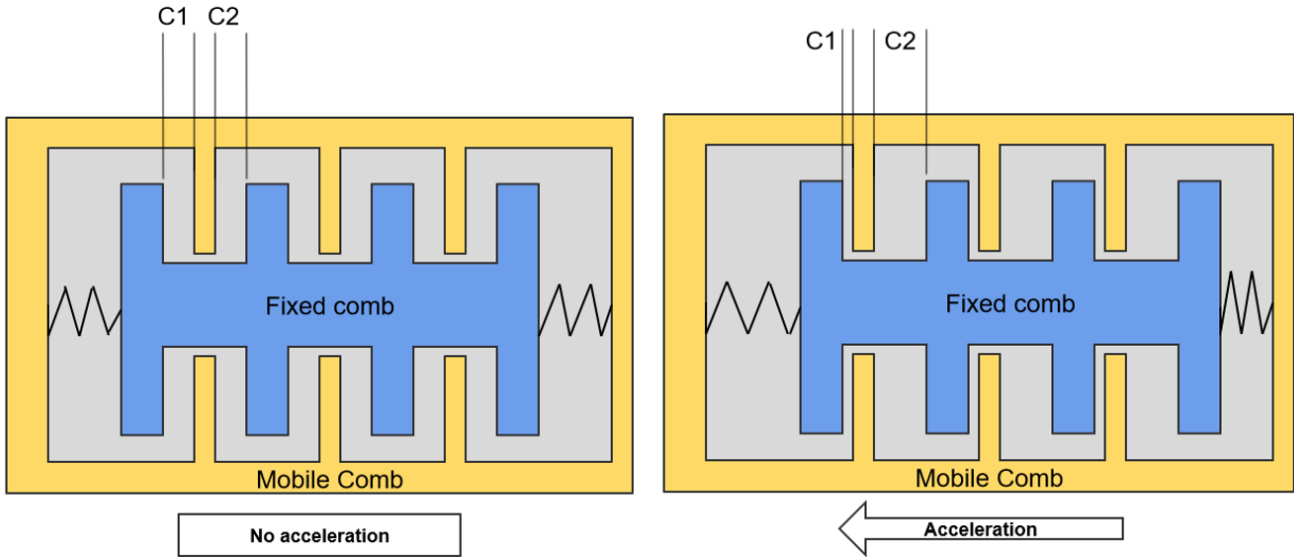 C1 C2
C1 C2
Fixed comb
Fixed comb
Mobile Comb
Mobile Comb
No acceleration
Acceleration